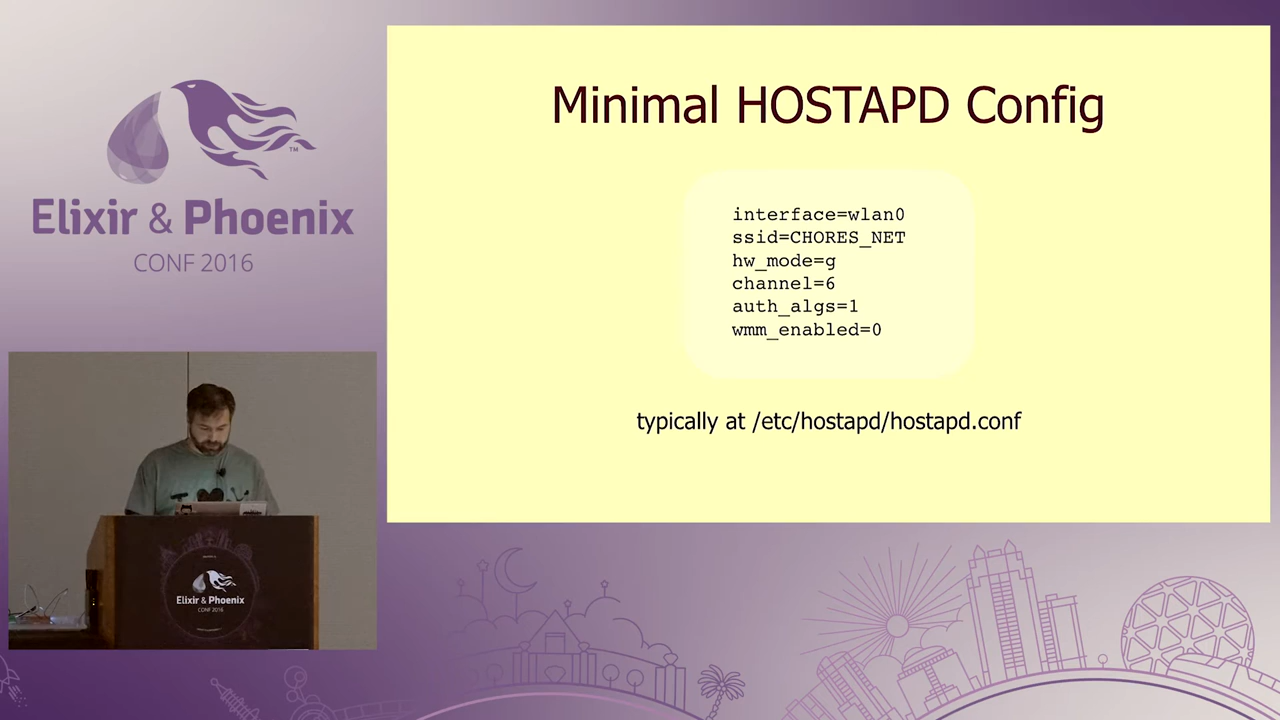 Elixir & Phoenix
CONF 2016
TM
Minimal HOSTAPD Config
interface=wlan0
ssid=CHORES_NET
hw_mode=g
channel=6
auth_algs=1
wmm_enabled=0
typically at /etc/hostapd/hostapd.conf
Elixir & Phoenix
CONF 2016